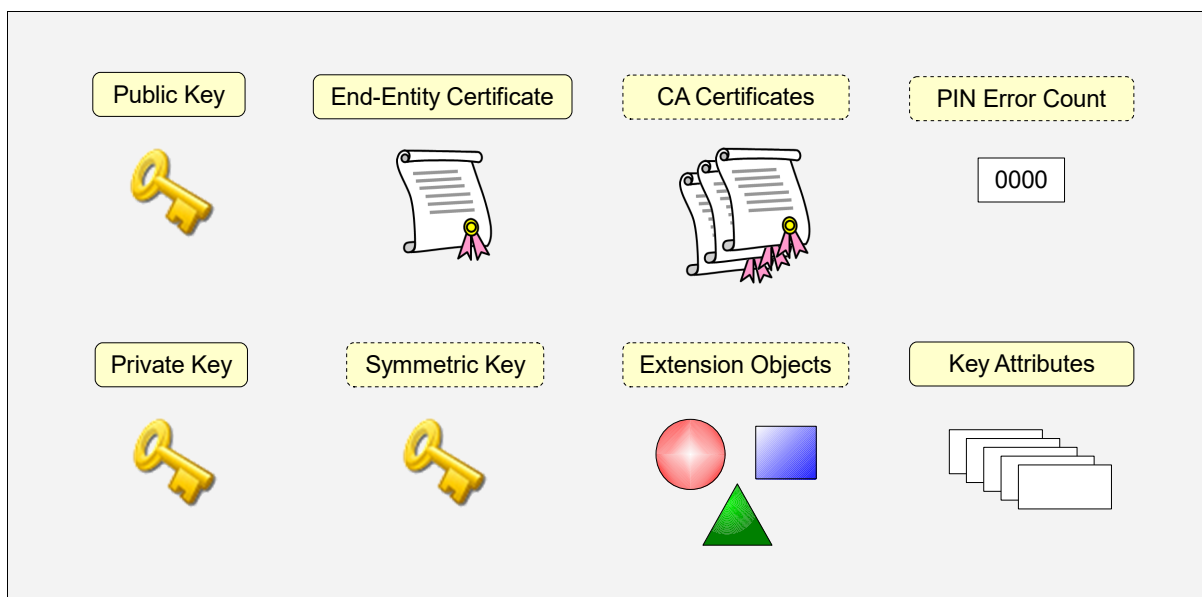 Public Key
End-Entity Certificate
CA Certificates
PIN Error Count
0000
Private Key
Symmetric Key
Extension Objects
Key Attributes